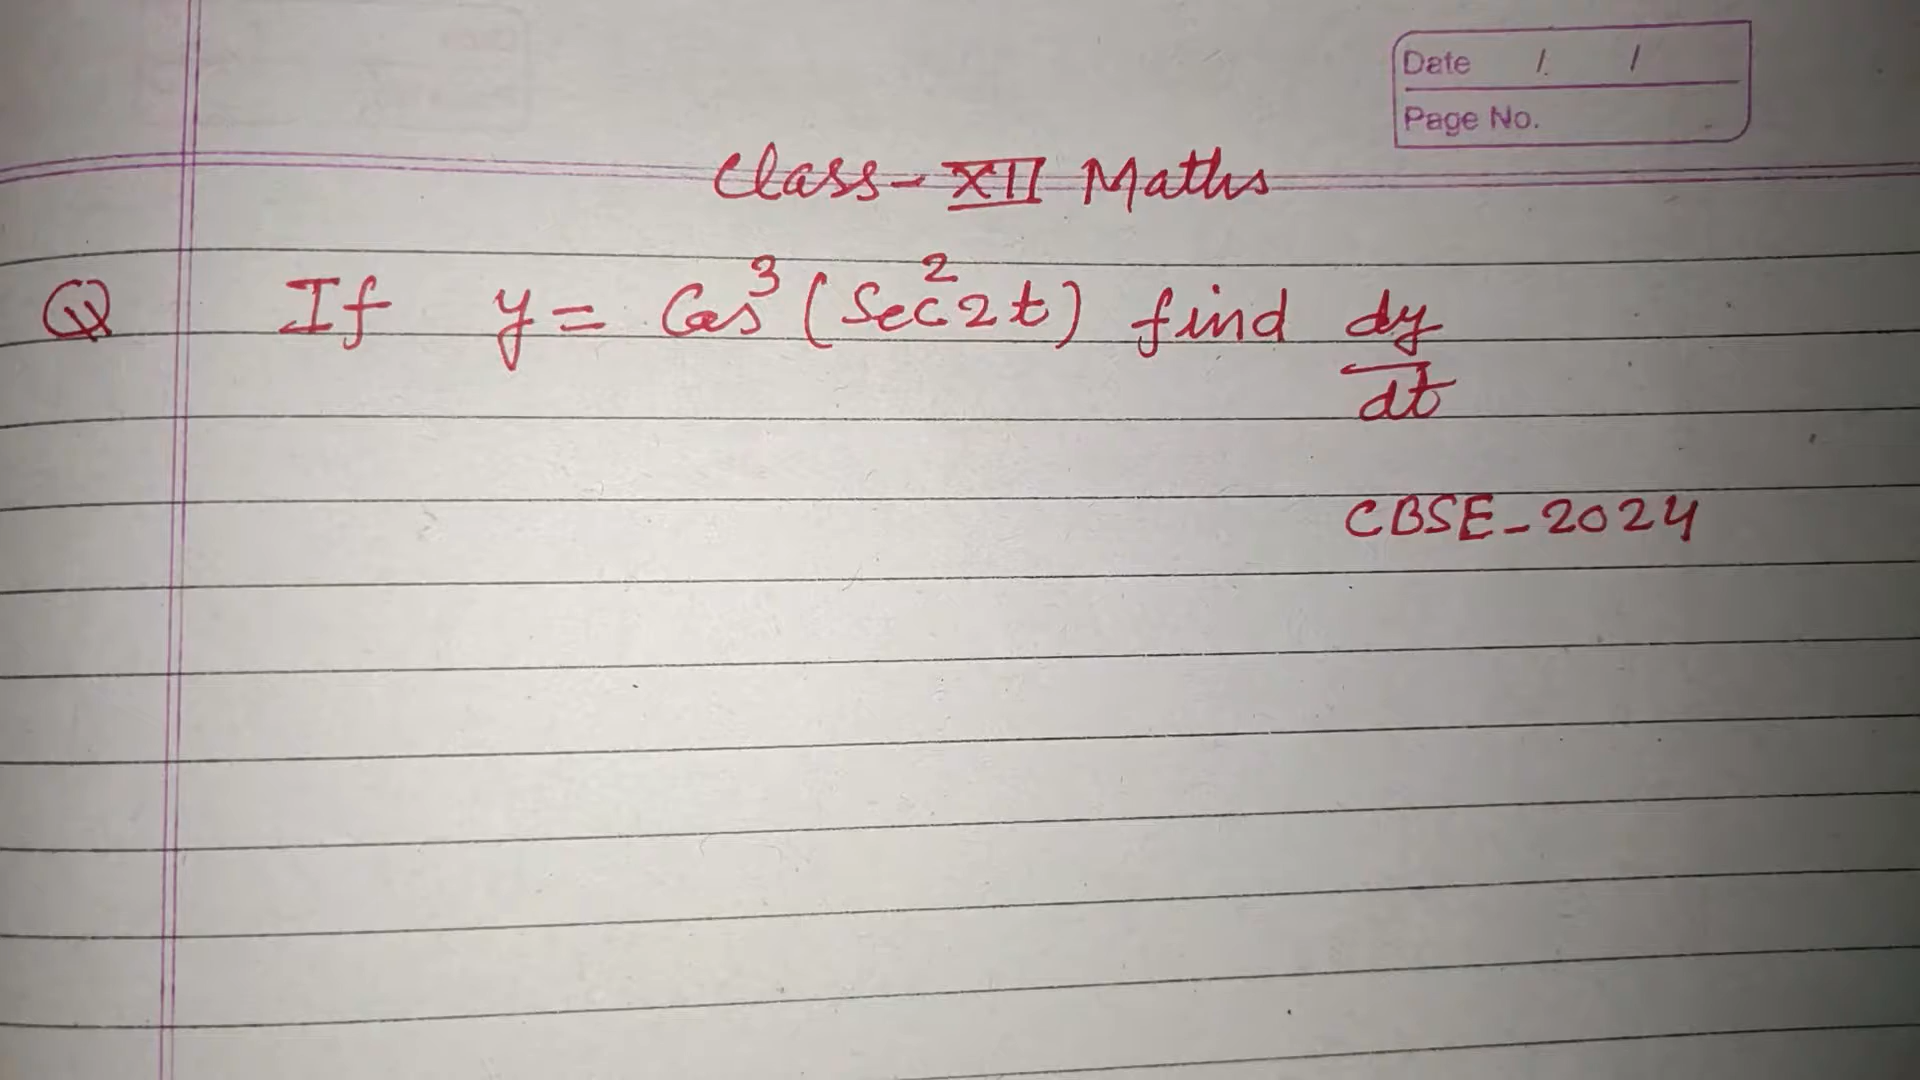 Date / /
Page No.
Class-XII Maths
Q If y = Cos³ (Sec²2t) find dy/dt
CBSE-2024